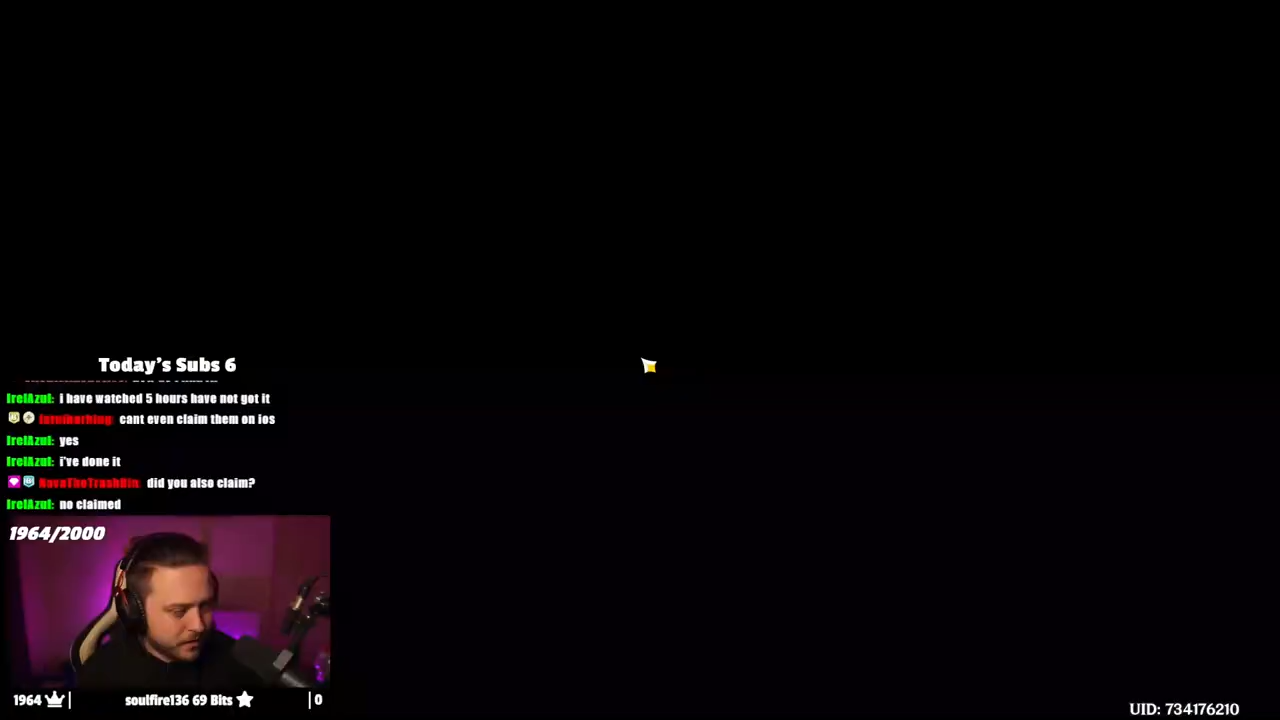 Today's Subs 6
IrelAzul: i have watched 5 hours have not got it
cant even claim them on ios
IrelAzul: yes
IrelAzul: i've done it
NovaTheTrashBin: did you also claim?
IrelAzul: no claimed
1964/2000
1964 | soulfire136 69 Bits | 0
UID: 734176210